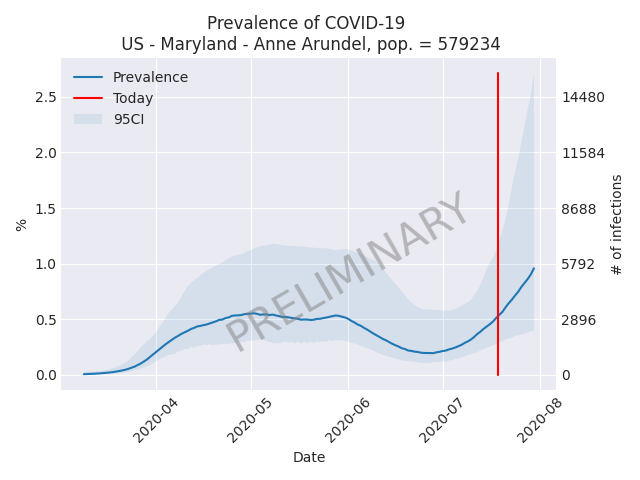 Prevalence of COVID-19
US - Maryland - Anne Arundel, pop. = 579234
Prevalence
Today
95CI
PRELIMINARY
2.5
2.0
1.5
1.0
0.5
0.0
%
14480
11584
8688
5792
2896
0
# of infections
2020-04
2020-05
2020-06
2020-07
2020-08
Date